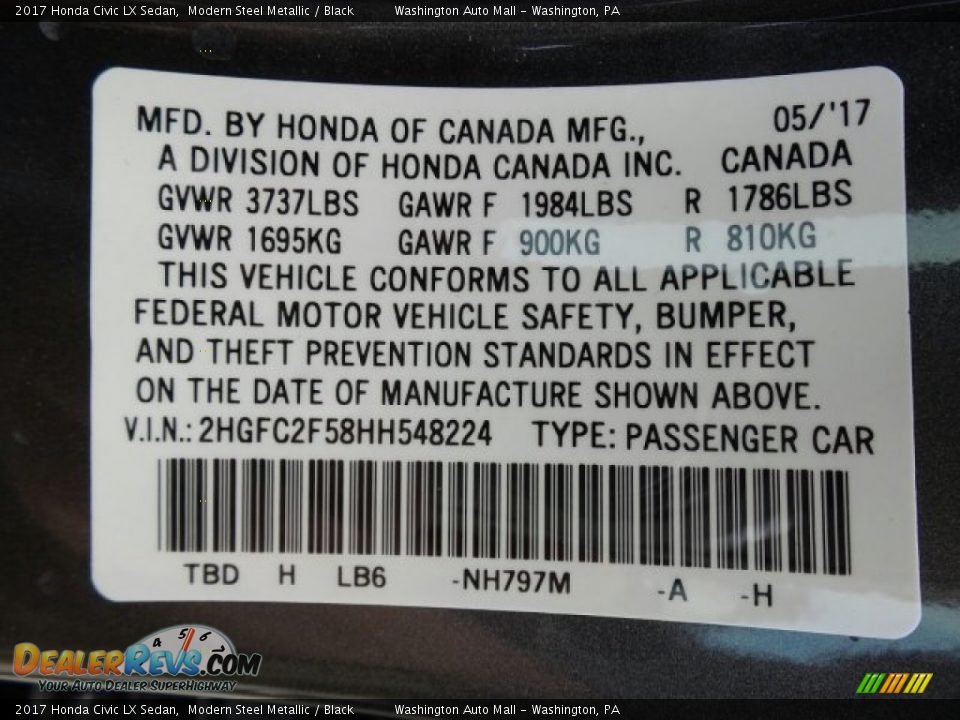 2017 Honda Civic LX Sedan, Modern Steel Metallic / Black Washington Auto Mall - Washington, PA
MFD. BY HONDA OF CANADA MFG., 05/'17
A DIVISION OF HONDA CANADA INC. CANADA
GVWR 3737LBS GAWR F 1984LBS R 1786LBS
GVWR 1695KG GAWR F 900KG R 810KG
THIS VEHICLE CONFORMS TO ALL APPLICABLE
FEDERAL MOTOR VEHICLE SAFETY, BUMPER,
AND THEFT PREVENTION STANDARDS IN EFFECT
ON THE DATE OF MANUFACTURE SHOWN ABOVE.
V.I.N.: 2HGFC2F58HH548224 TYPE: PASSENGER CAR
TBD H LB6 -NH797M -A -H
4 5 6
DEALERREVS.COM
YOUR AUTO DEALER SUPERHIGHWAY
2017 Honda Civic LX Sedan, Modern Steel Metallic / Black Washington Auto Mall - Washington, PA